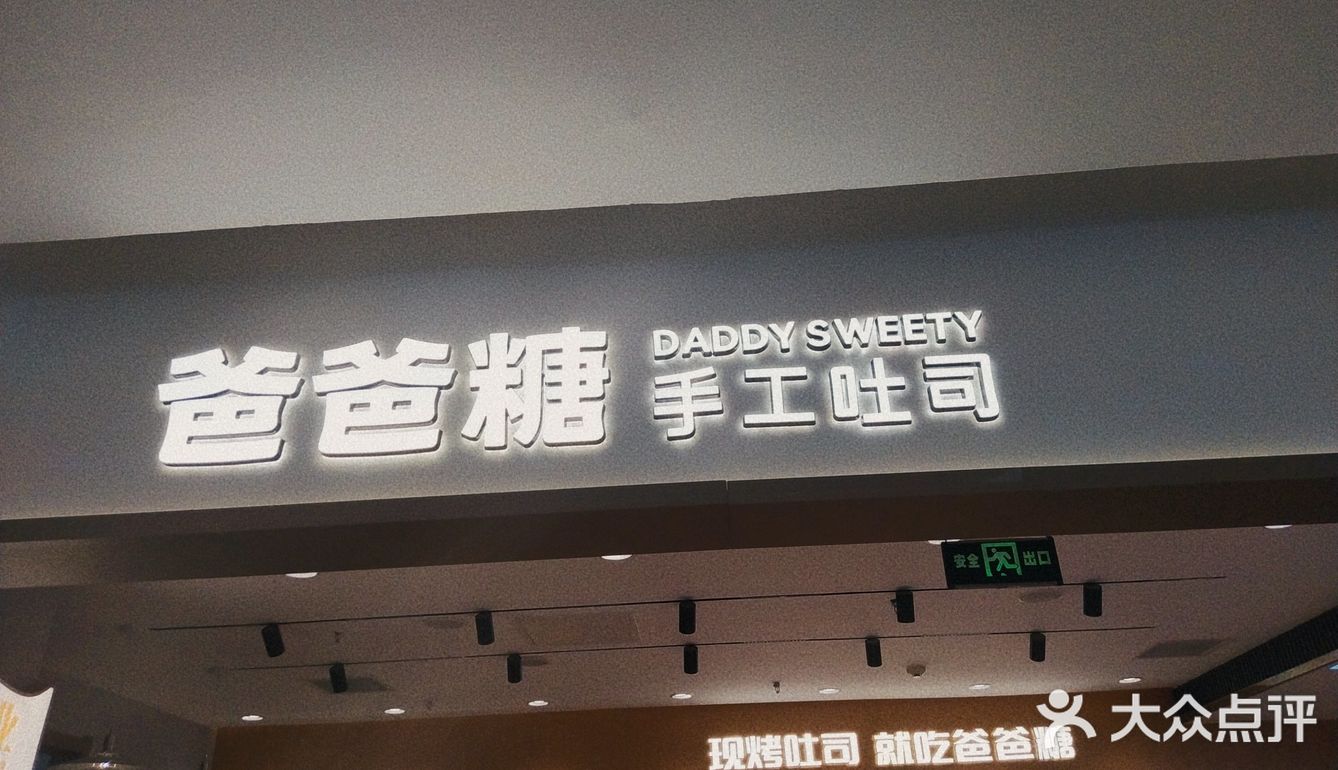 爸爸糖
DADDY SWEETY
手工吐司
安全 出口
现烤吐司 就吃爸爸糖
大众点评